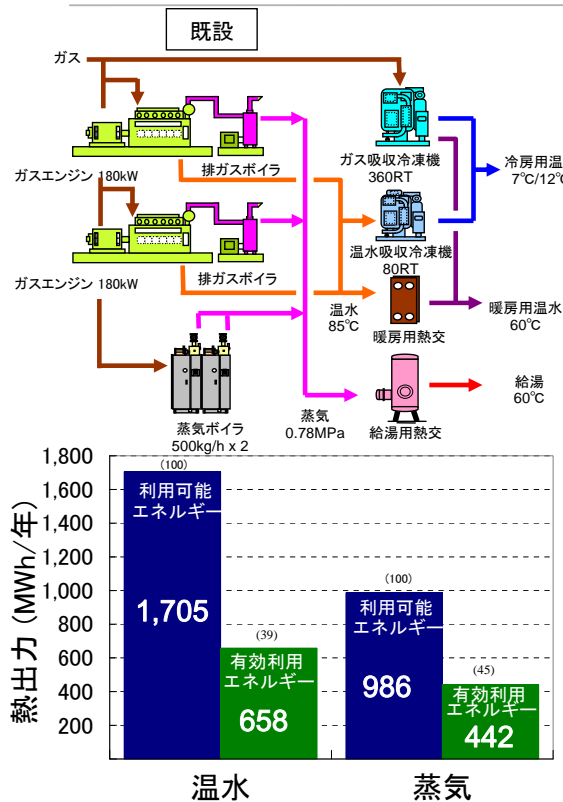 既設
ガス
ガスエンジン 180kW
排ガスボイラ
ガス吸収冷凍機
360RT
冷房用温
7℃/12℃
ガスエンジン 180kW
排ガスボイラ
温水吸収冷凍機
80RT
温水
85℃
暖房用熱交
暖房用温水
60℃
蒸気ボイラ
500kg/h x 2
蒸気
0.78MPa
給湯用熱交
給湯
60℃
熱出力 (MWh/年)
1,800
1,600
1,400
1,200
1,000
800
600
400
200
(100)
利用可能
エネルギー
1,705
(39)
有効利用
エネルギー
658
(100)
利用可能
エネルギー
986
(45)
有効利用
エネルギー
442
温水
蒸気